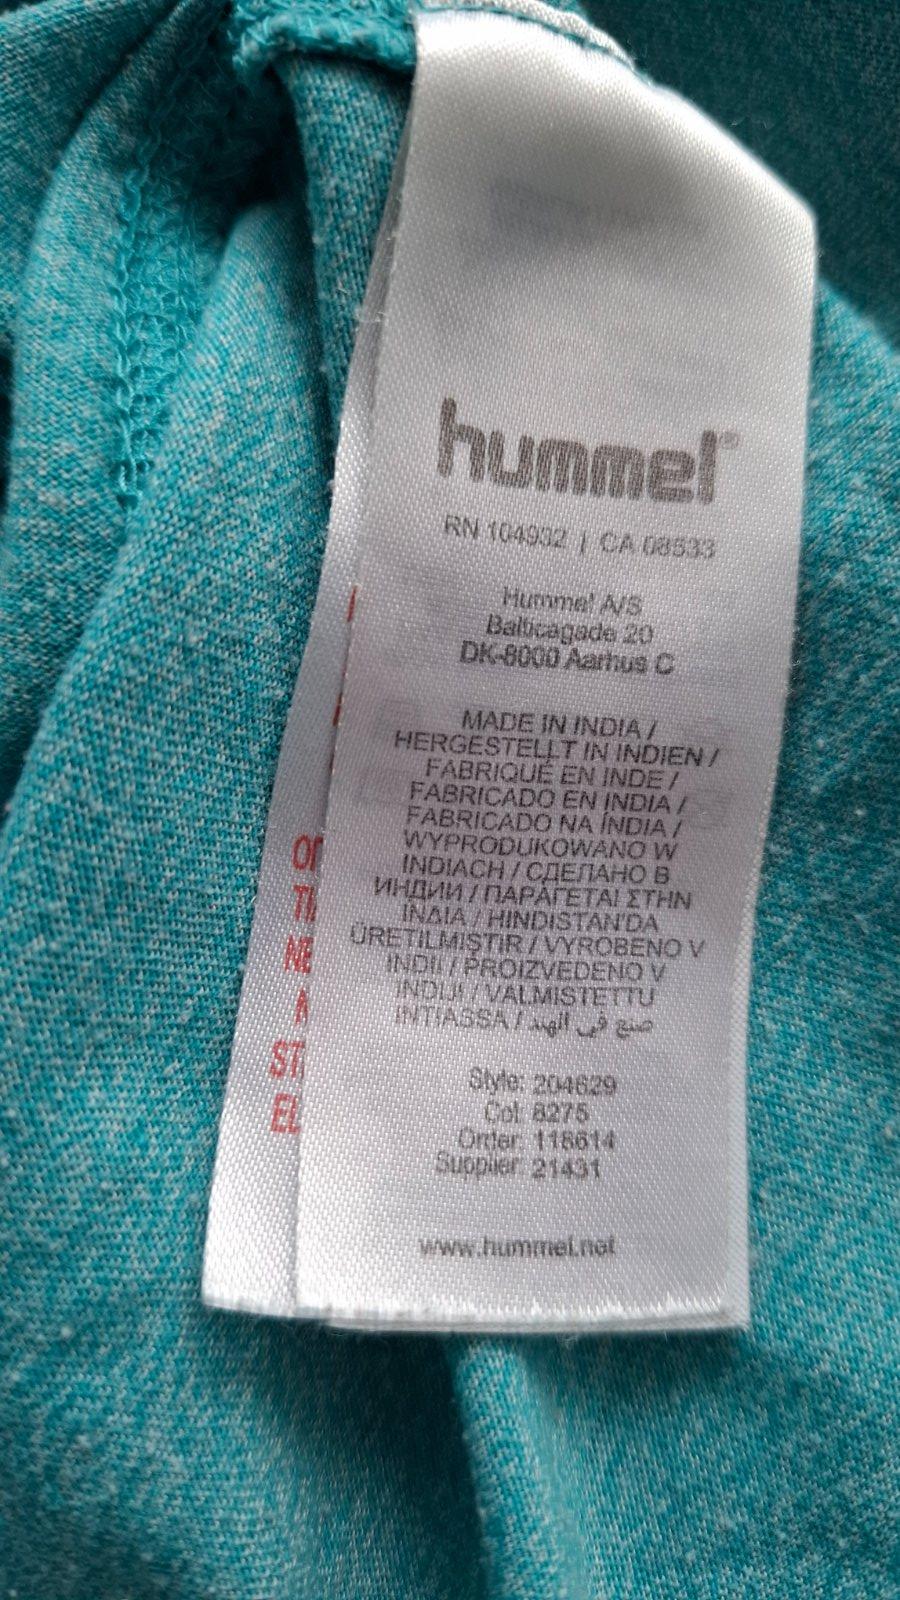 hummel®
RN 104932 | CA 08533
Hummel A/S
Balticagade 20
DK-8000 Aarhus C
MADE IN INDIA /
HERGESTELLT IN INDIEN /
FABRIQUÉ EN INDE /
FABRICADO EN INDIA /
FABRICADO NA ÍNDIA /
WYPRODUKOWANO W
INDIACH / СДЕЛАНО В
ИНДИИ / ΠΑΡΑΓΕΤΑΙ ΣΤΗΝ
ΙΝΔΙΑ / HINDISTAN'DA
ÜRETILMIŞTIR / VYROBENO V
INDII / PROIZVEDENO V
INDIJI / VALMISTETTU
INTIASSA / صنع في الهند
Style: 204629
Col: 8275
Order: 118614
Supplier: 21431
www.hummel.net